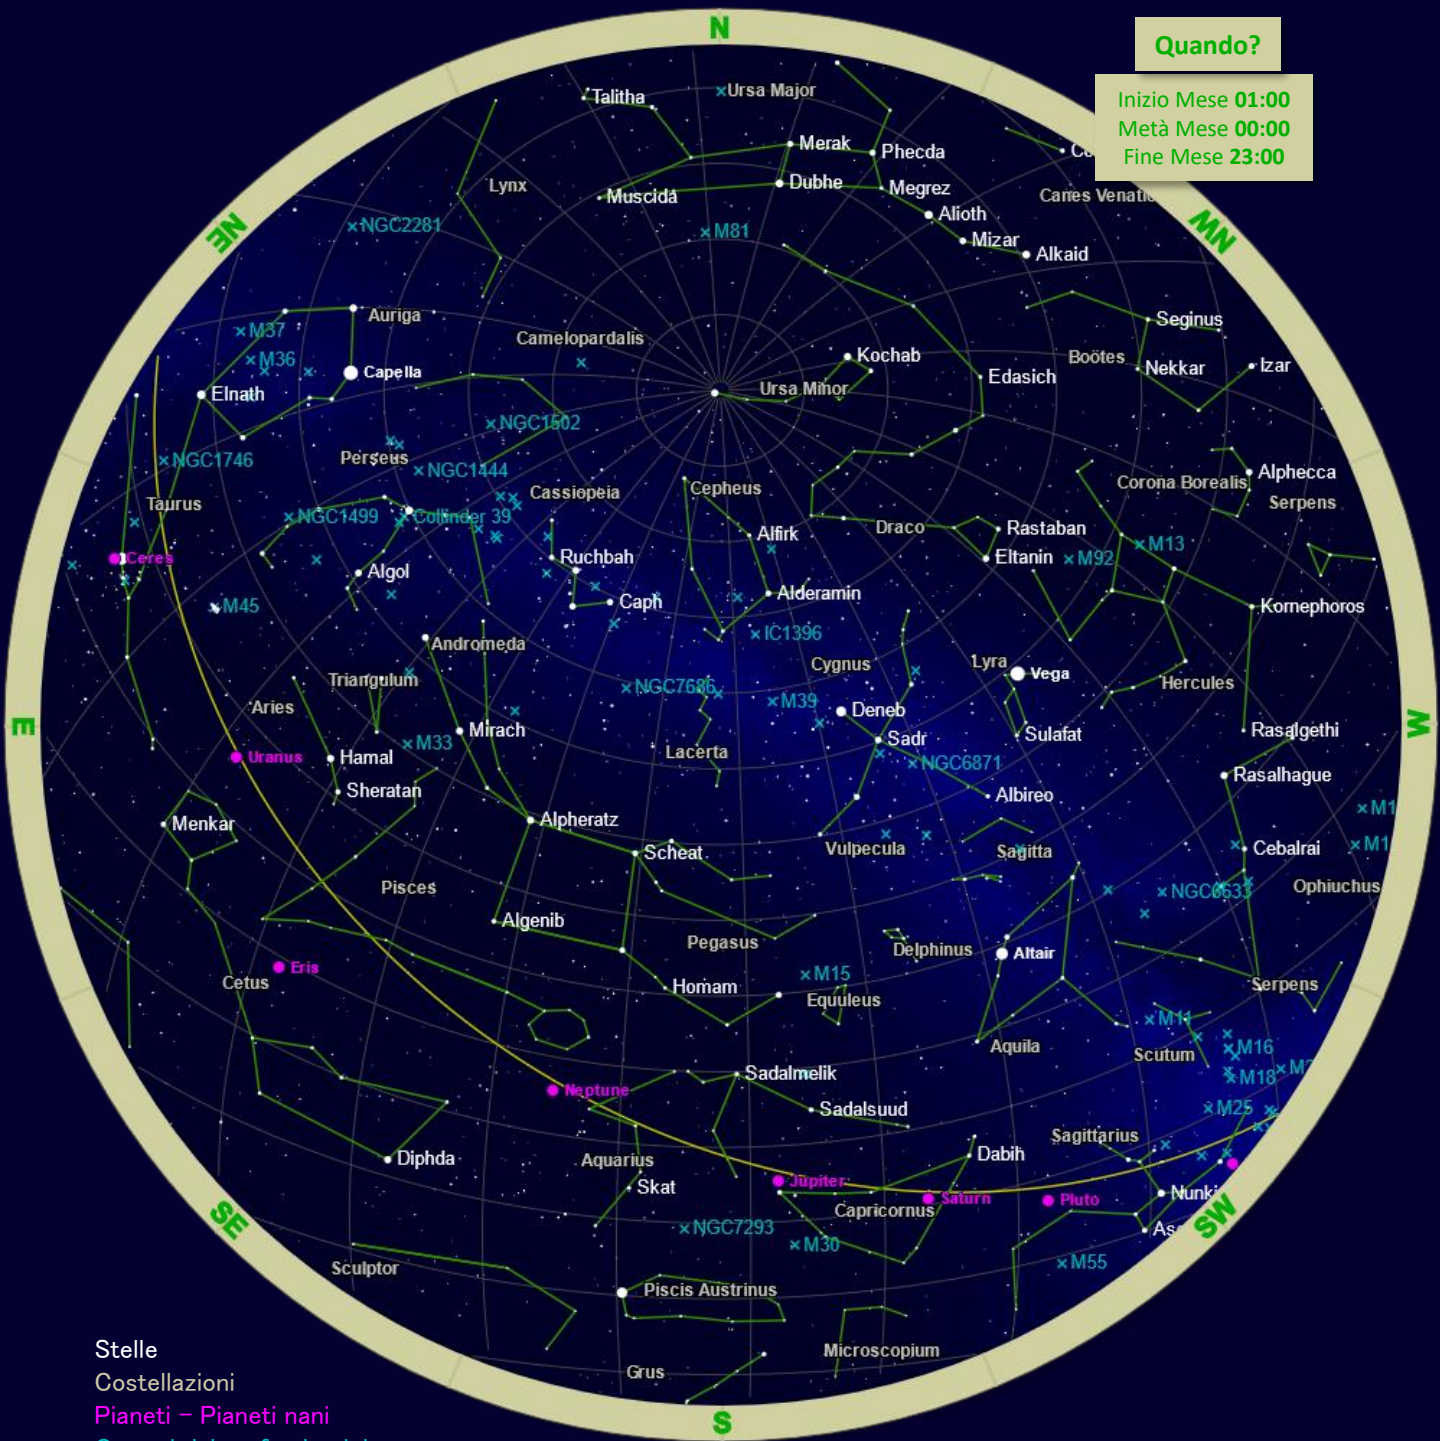 N
Quando?
Inizio Mese 01:00
Metà Mese 00:00
Fine Mese 23:00
Talitha
Ursa Major
Merak
Phecda
Canes
Lynx
Muscida
Dubhe
Megrez
NE
NW
NGC2281
M81
Alioth
Mizar
Alkaid
Auriga
M37
M36
Capella
Elnath
Camelopardalis
Kochab
Ursa Minor
Edasich
Seginus
Boötes
Nekkar
Izar
NGC1502
NGC1746
Perseus
NGC1444
Taurus
NGC1499
Collinder 39
Cassiopeia
Cepheus
Alfirk
Draco
Rastaban
Eltanin
Corona Borealis
Alphecca
Serpens
M92
M13
Ceres
Algol
Ruchbah
Caph
Alderamin
M45
IC1396
Kornephoros
Andromeda
Triangulum
Aries
NGC7686
Cygnus
M39
Lyra
Vega
Hercules
E
W
Mirach
M33
Deneb
Sadr
Sulafat
Rasalgethi
Uranus
Hamal
Sheratan
Lacerta
NGC6871
Albireo
Rasalhague
M1
Menkar
Alpheratz
Scheat
Vulpecula
Sagitta
Cebalrai
M1
Pisces
NGC6633
Ophiuchus
Algenib
Pegasus
Delphinus
Altair
Eris
Cetus
Homam
M15
Equuleus
Serpens
M11
Aquila
Scutum
M16
M18
Sadalmelik
Neptune
Sadalsuud
M25
Sagittarius
Diphda
Aquarius
Skat
Jupiter
Dabih
Saturn
Pluto
Capricornus
Nunki
SE
SW
NGC7293
M30
M55
Sculptor
Piscis Austrinus
Microscopium
Grus
S
Stelle
Costellazioni
Pianeti – Pianeti nani